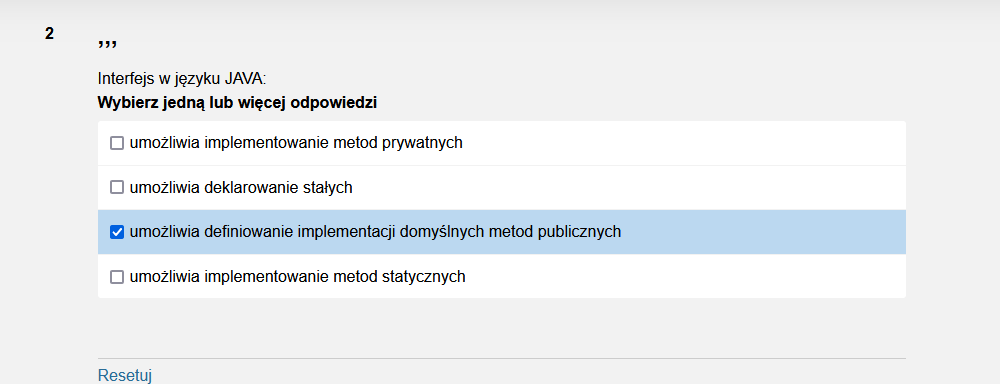 2
,,,
Interfejs w języku JAVA:
Wybierz jedną lub więcej odpowiedzi
umożliwia implementowanie metod prywatnych
umożliwia deklarowanie stałych
umożliwia definiowanie implementacji domyślnych metod publicznych
umożliwia implementowanie metod statycznych
Resetuj